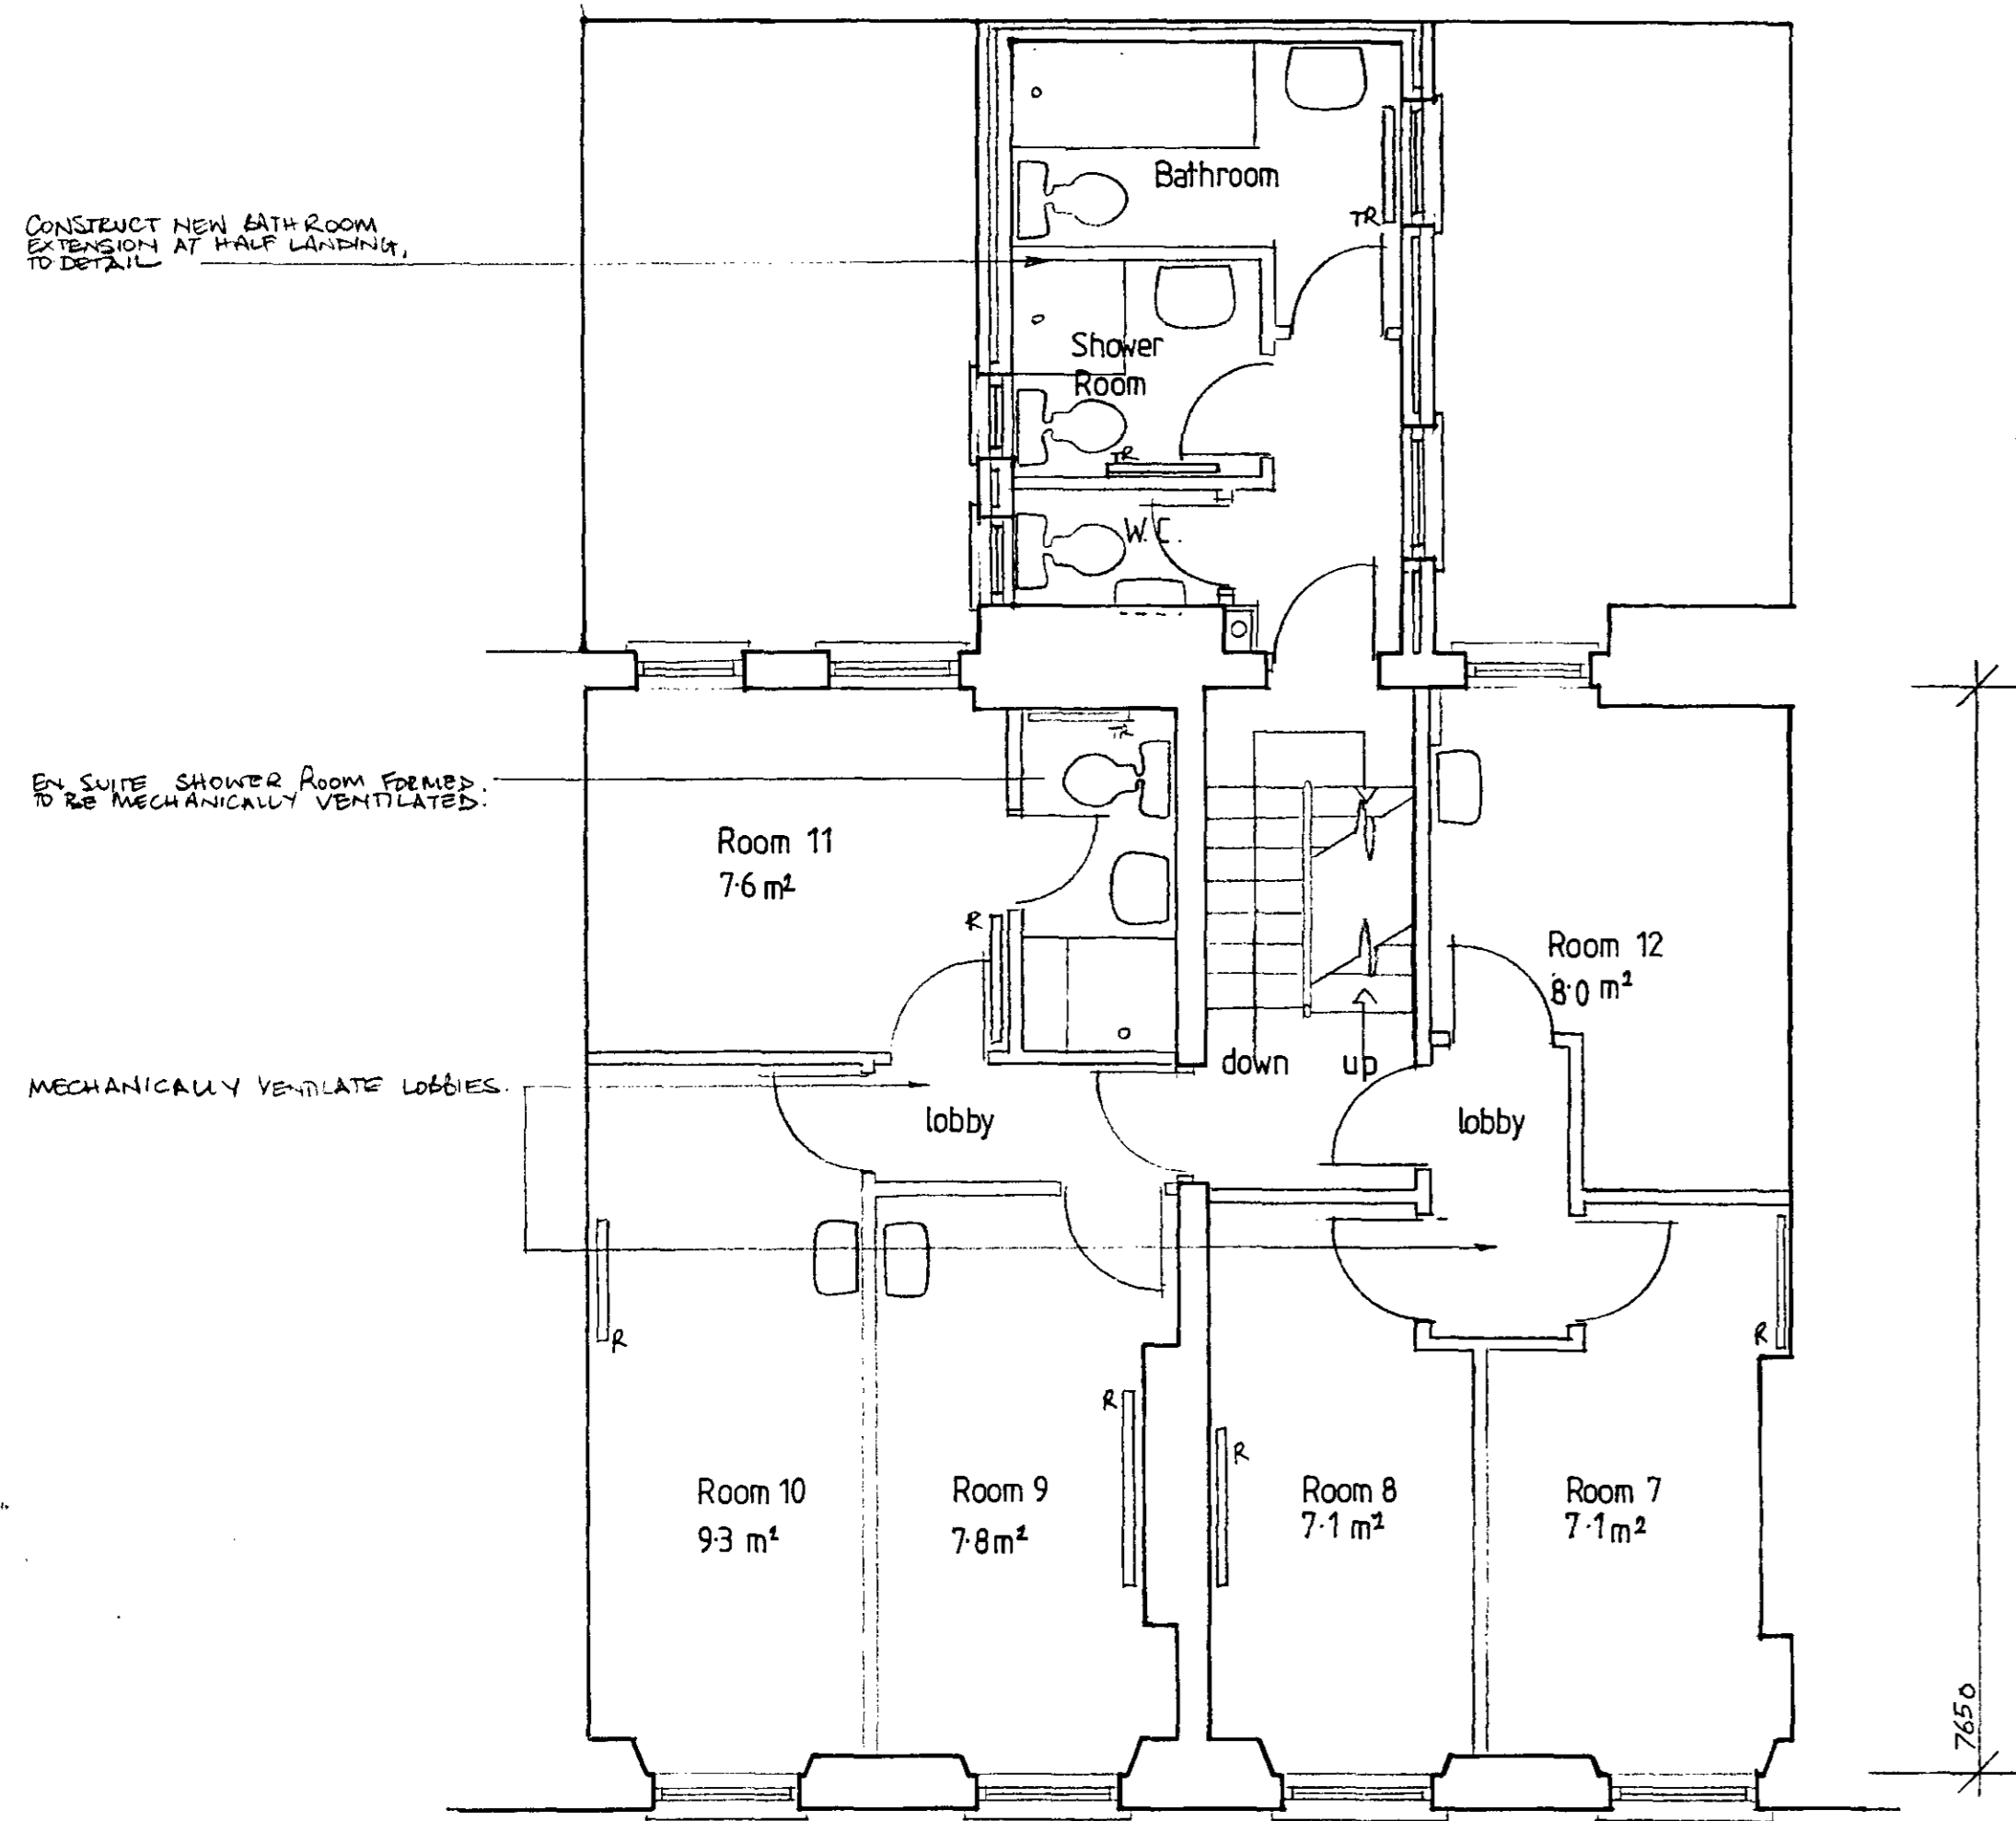 CONSTRUCT NEW BATHROOM
EXTENSION AT HALF LANDING,
TO DETAIL
Bathroom
TR
Shower
Room
TR
W.C.
EN SUITE SHOWER ROOM FORMED.
TO BE MECHANICALLY VENTILATED.
TR
Room 11
7·6 m²
R
Room 12
8·0 m²
down
up
MECHANICALLY VENTILATE LOBBIES.
lobby
lobby
R
R
R
R
Room 10
9·3 m²
Room 9
7·8 m²
Room 8
7·1 m²
Room 7
7·1 m²
7650